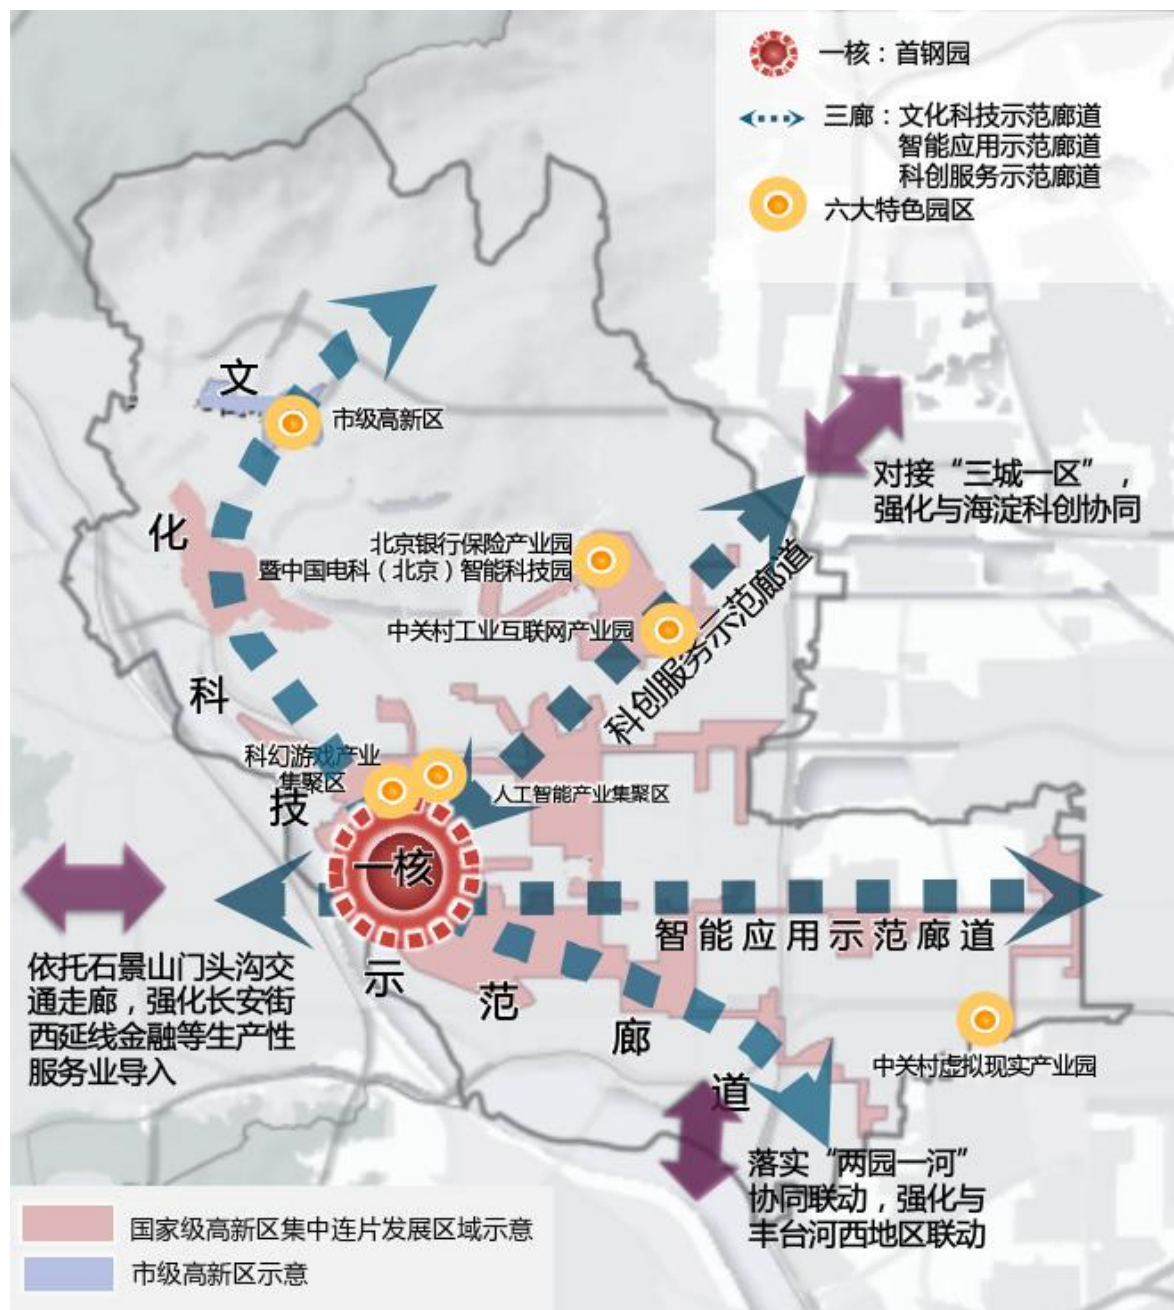 一核：首钢园
三廊：文化科技示范廊道
智能应用示范廊道
科创服务示范廊道
六大特色园区
文
化
科
技
示
范
廊
道
市级高新区
对接“三城一区”，
强化与海淀科创协同
北京银行保险产业园
暨中国电科（北京）智能科技园
中关村工业互联网产业园
科创服务示范廊道
科幻游戏产业
集聚区
人工智能产业集聚区
一核
智能应用示范廊道
依托石景山门头沟交
通走廊，强化长安街
西延线金融等生产性
服务业导入
中关村虚拟现实产业园
落实“两园一河”
协同联动，强化与
丰台河西地区联动
国家级高新区集中连片发展区域示意
市级高新区示意